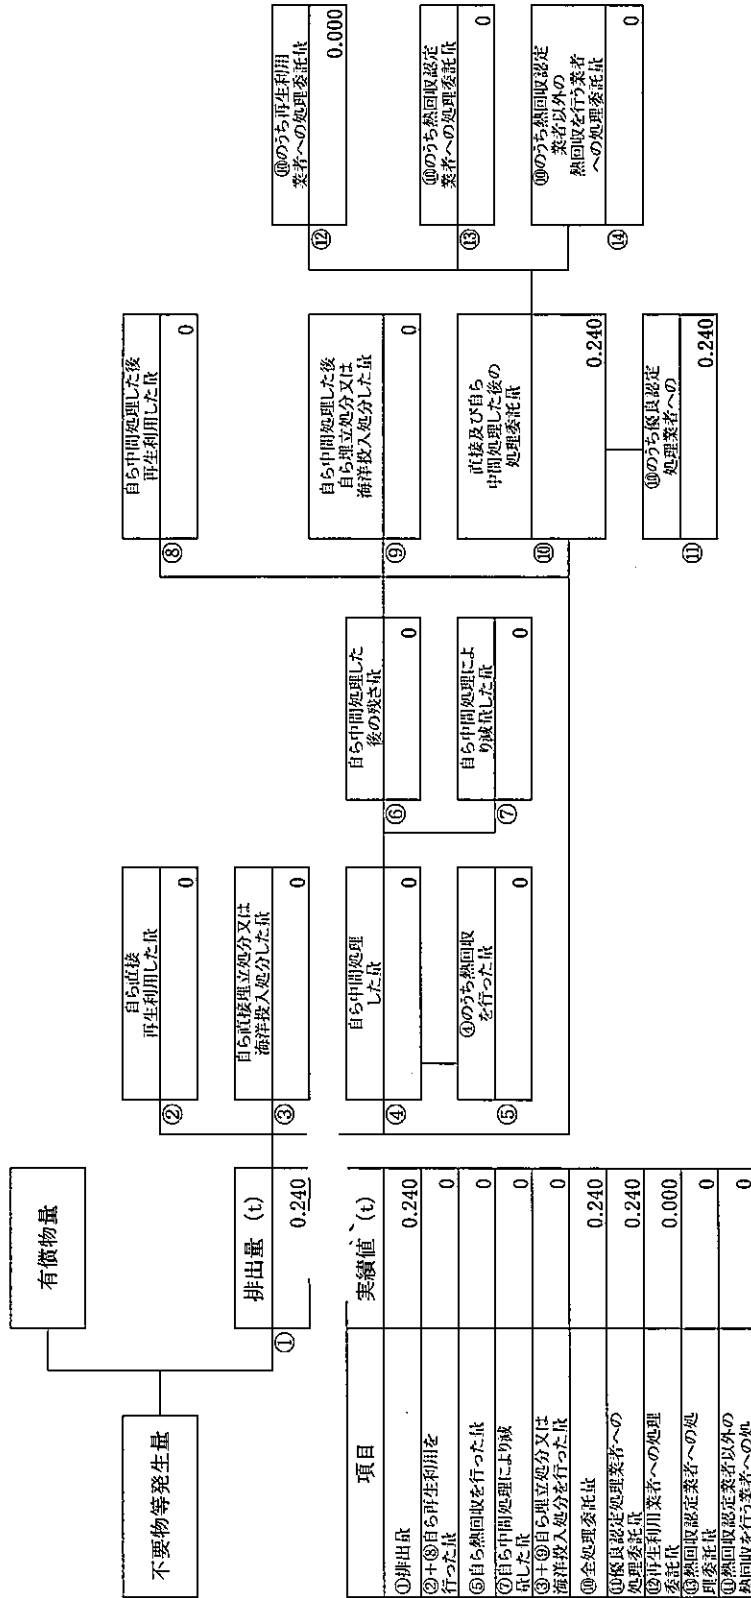 不要物等発生量
有償物量
排出量 (t)
①
0.240
自ら直接
再生利用した量
②
0
自ら直接埋立処分又は
海洋投入処分した量
③
0
自ら中間処理
した量
④
0
④のうち熱回収
を行った量
⑤
0
自ら中間処理した
後の残さ量
⑥
0
自ら中間処理によ
り減量した量
⑦
0
自ら中間処理した後
再生利用した量
⑧
0
自ら中間処理した後
自ら埋立処分又は
海洋投入処分した量
⑨
0
直接及び自ら
中間処理した後の
処理委託量
⑩
0.240
⑩のうち優良認定
処理業者への
処理委託量
⑪
0.240
⑩のうち再生利用
業者への処理委託量
⑫
0.000
⑩のうち熱回収認定
業者への処理委託量
⑬
0
⑩のうち熱回収認定
業者以外の
熱回収を行う業者
への処理委託量
⑭
0
項目
実績値 (t)
①排出量
0.240
②+⑧自ら再生利用を
行った量
0
⑤自ら熱回収を行った量
0
⑦自ら中間処理により減
量した量
0
③+⑨自ら埋立処分又は
海洋投入処分を行った量
0
⑩全処理委託量
0.240
⑪優良認定処理業者への
処理委託量
0.240
⑫再生利用業者への処理
委託量
0.000
⑬熱回収認定業者への処
理委託量
0
⑭熱回収認定業者以外の
熱回収を行う業者への処
0